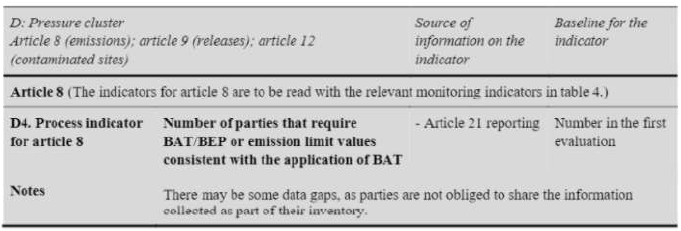 D: Pressure cluster
Article 8 (emissions); article 9 (releases); article 12
(contaminated sites)
Source of
information on the
indicator
Baseline for the
indicator
Article 8 (The indicators for article 8 are to be read with the relevant monitoring indicators in table 4.)
D4. Process indicator
for article 8
Number of parties that require
BAT/BEP or emission limit values
consistent with the application of BAT
- Article 21 reporting
Number in the first
evaluation
Notes
There may be some data gaps, as parties are not obliged to share the information
collected as part of their inventory.